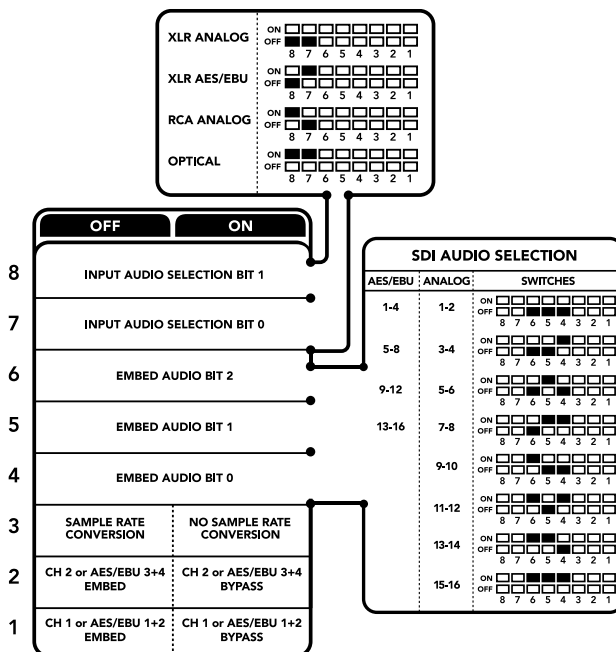 XLR ANALOG
ON
OFF
8 7 6 5 4 3 2 1
XLR AES/EBU
ON
OFF
8 7 6 5 4 3 2 1
RCA ANALOG
ON
OFF
8 7 6 5 4 3 2 1
OPTICAL
ON
OFF
8 7 6 5 4 3 2 1
OFF ON
8 INPUT AUDIO SELECTION BIT 1
7 INPUT AUDIO SELECTION BIT 0
6 EMBED AUDIO BIT 2
5 EMBED AUDIO BIT 1
4 EMBED AUDIO BIT 0
3 SAMPLE RATE CONVERSION NO SAMPLE RATE CONVERSION
2 CH 2 or AES/EBU 3+4 EMBED CH 2 or AES/EBU 3+4 BYPASS
1 CH 1 or AES/EBU 1+2 EMBED CH 1 or AES/EBU 1+2 BYPASS
SDI AUDIO SELECTION
AES/EBU ANALOG SWITCHES
1-4 1-2
ON
OFF
8 7 6 5 4 3 2 1
5-8 3-4
ON
OFF
8 7 6 5 4 3 2 1
9-12 5-6
ON
OFF
8 7 6 5 4 3 2 1
13-16 7-8
ON
OFF
8 7 6 5 4 3 2 1
9-10
ON
OFF
8 7 6 5 4 3 2 1
11-12
ON
OFF
8 7 6 5 4 3 2 1
13-14
ON
OFF
8 7 6 5 4 3 2 1
15-16
ON
OFF
8 7 6 5 4 3 2 1